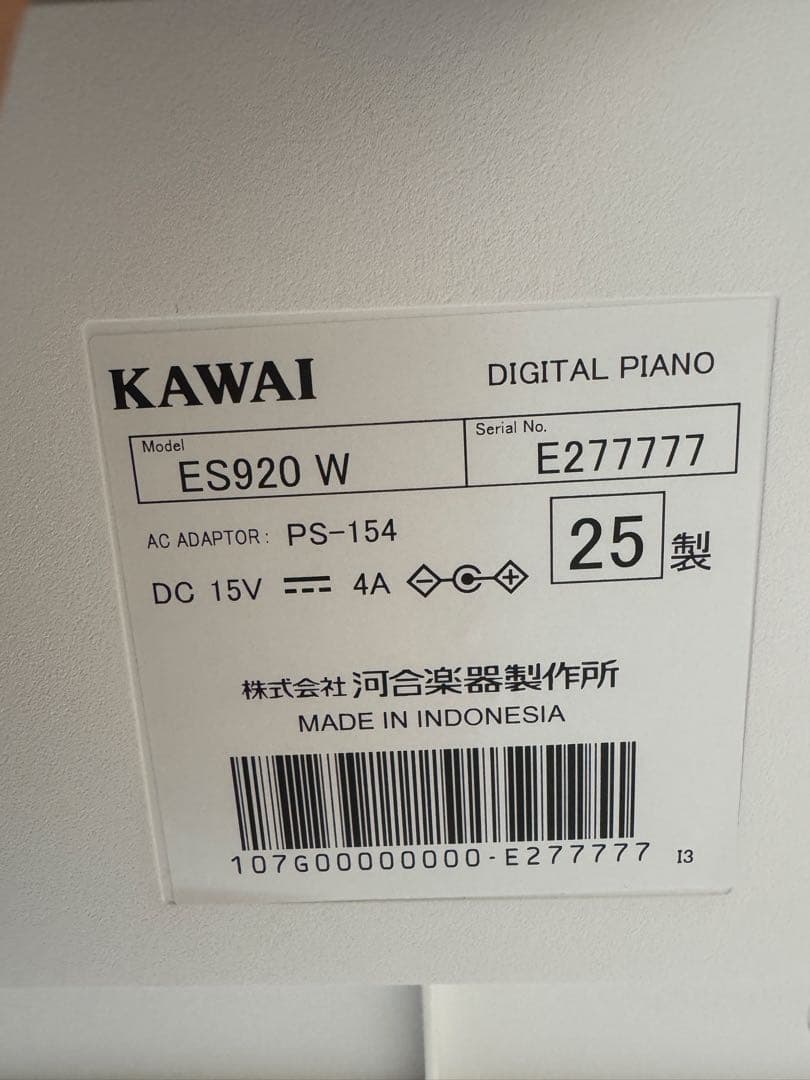 KAWAI DIGITAL PIANO
Model Serial No.
ES920 W E277777
AC ADAPTOR: PS-154
25 製
DC 15V 4A
株式会社 河合楽器製作所
MADE IN INDONESIA
107G00000000-E277777 I3